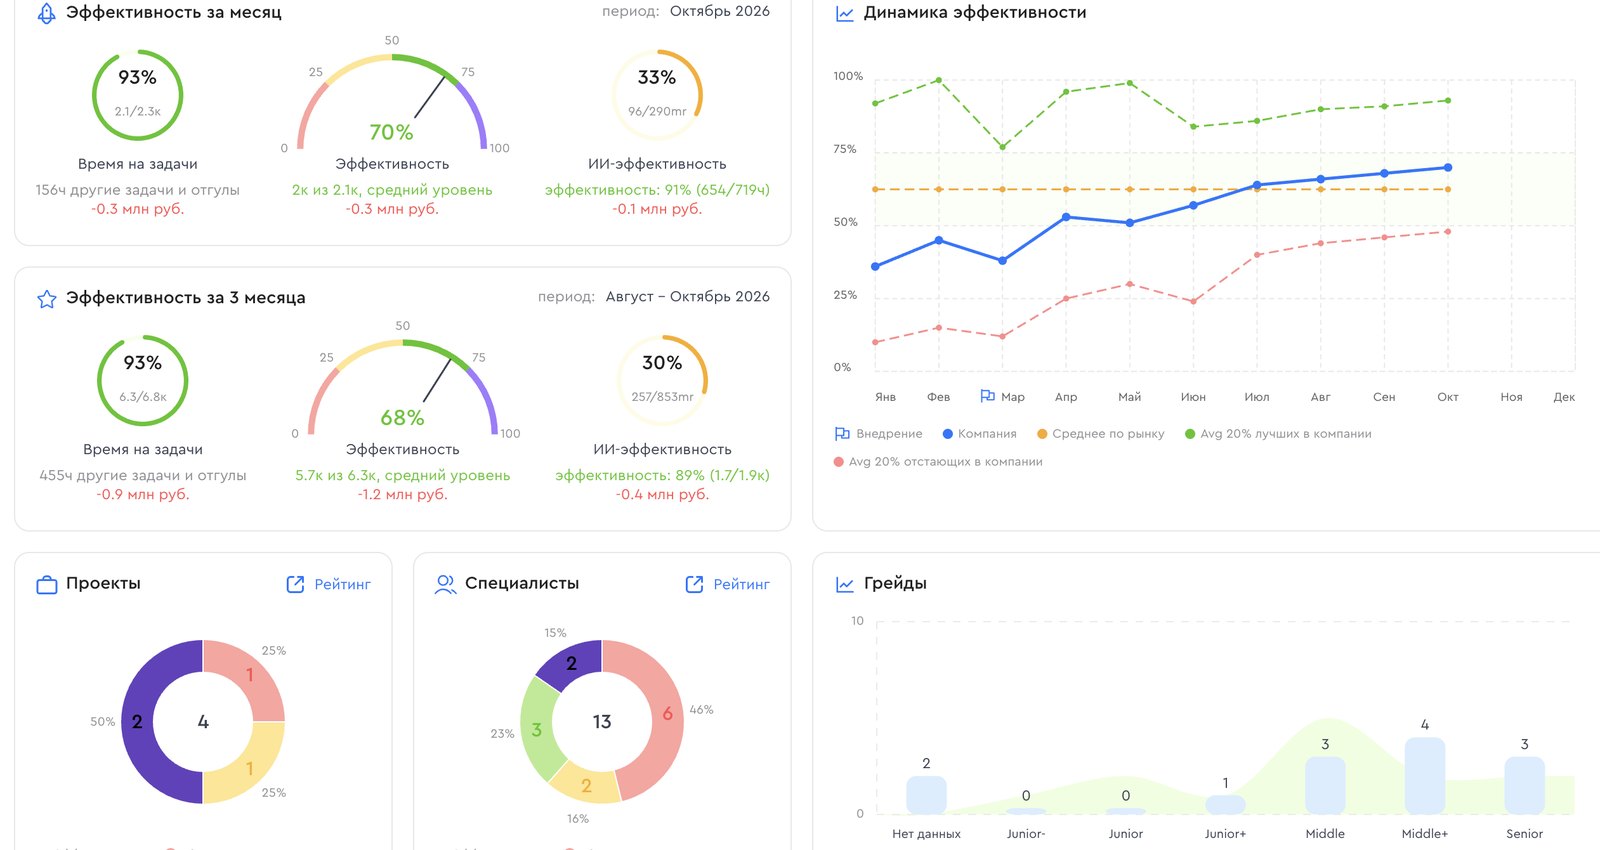 Эффективность за месяц
период: Октябрь 2026
93%
2.1/2.3к
Время на задачи
156ч другие задачи и отгулы
-0.3 млн руб.
0
25
50
75
100
70%
Эффективность
2к из 2.1к, средний уровень
-0.3 млн руб.
33%
96/290mr
ИИ-эффективность
эффективность: 91% (654/719ч)
-0.1 млн руб.
Эффективность за 3 месяца
период: Август – Октябрь 2026
93%
6.3/6.8к
Время на задачи
455ч другие задачи и отгулы
-0.9 млн руб.
0
25
50
75
100
68%
Эффективность
5.7к из 6.3к, средний уровень
-1.2 млн руб.
30%
257/853mr
ИИ-эффективность
эффективность: 89% (1.7/1.9к)
-0.4 млн руб.
Динамика эффективности
100%
75%
50%
25%
0%
Янв Фев Мар Апр Май Июн Июл Авг Сен Окт Ноя Дек
Внедрение Компания Среднее по рынку Avg 20% лучших в компании
Avg 20% отстающих в компании
Проекты
Рейтинг
25%
1
50%
2
4
1
25%
Специалисты
Рейтинг
15%
2
6
46%
13
23%
3
2
16%
Грейды
10
0
2
0
0
1
3
4
3
Нет данных Junior- Junior Junior+ Middle Middle+ Senior